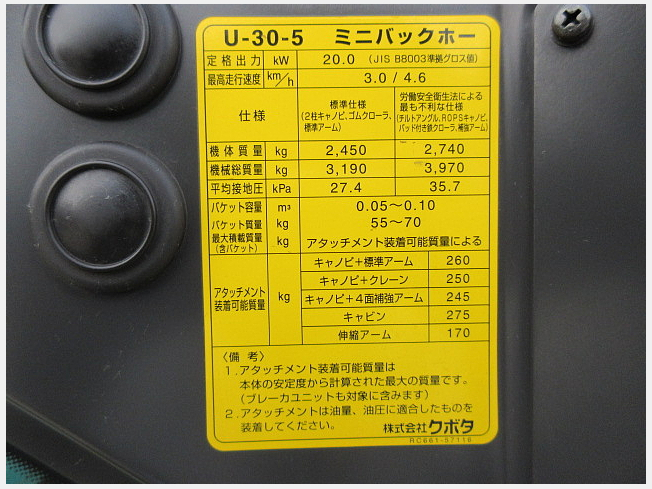 U-30-5 ミニバックホー
定格出力 kW 20.0 (JIS B8003準拠グロス値)
最高走行速度 km/h 3.0 / 4.6
仕様 標準仕様 (2柱キャノピ、ゴムクローラ、標準アーム) 労働安全衛生法による最も不利な仕様 (チルトアングル、ROPSキャノピ、パッド付き鉄クローラ、補強アーム)
機体質量 kg 2,450 2,740
機械総質量 kg 3,190 3,970
平均接地圧 kPa 27.4 35.7
バケット容量 m³ 0.05〜0.10
バケット質量 kg 55〜70
最大積載質量 (含バケット) kg アタッチメント装着可能質量による
アタッチメント装着可能質量 kg
キャノピ+標準アーム 260
キャノピ+クレーン 250
キャノピ+4面補強アーム 245
キャビン 275
伸縮アーム 170
〈備 考〉
1.アタッチメント装着可能質量は
本体の安定度から計算された最大の質量です。
(ブレーカユニットも対象に含みます)
2.アタッチメントは油量、油圧に適合したものを
装着してください。
株式会社クボタ
RC661-57116